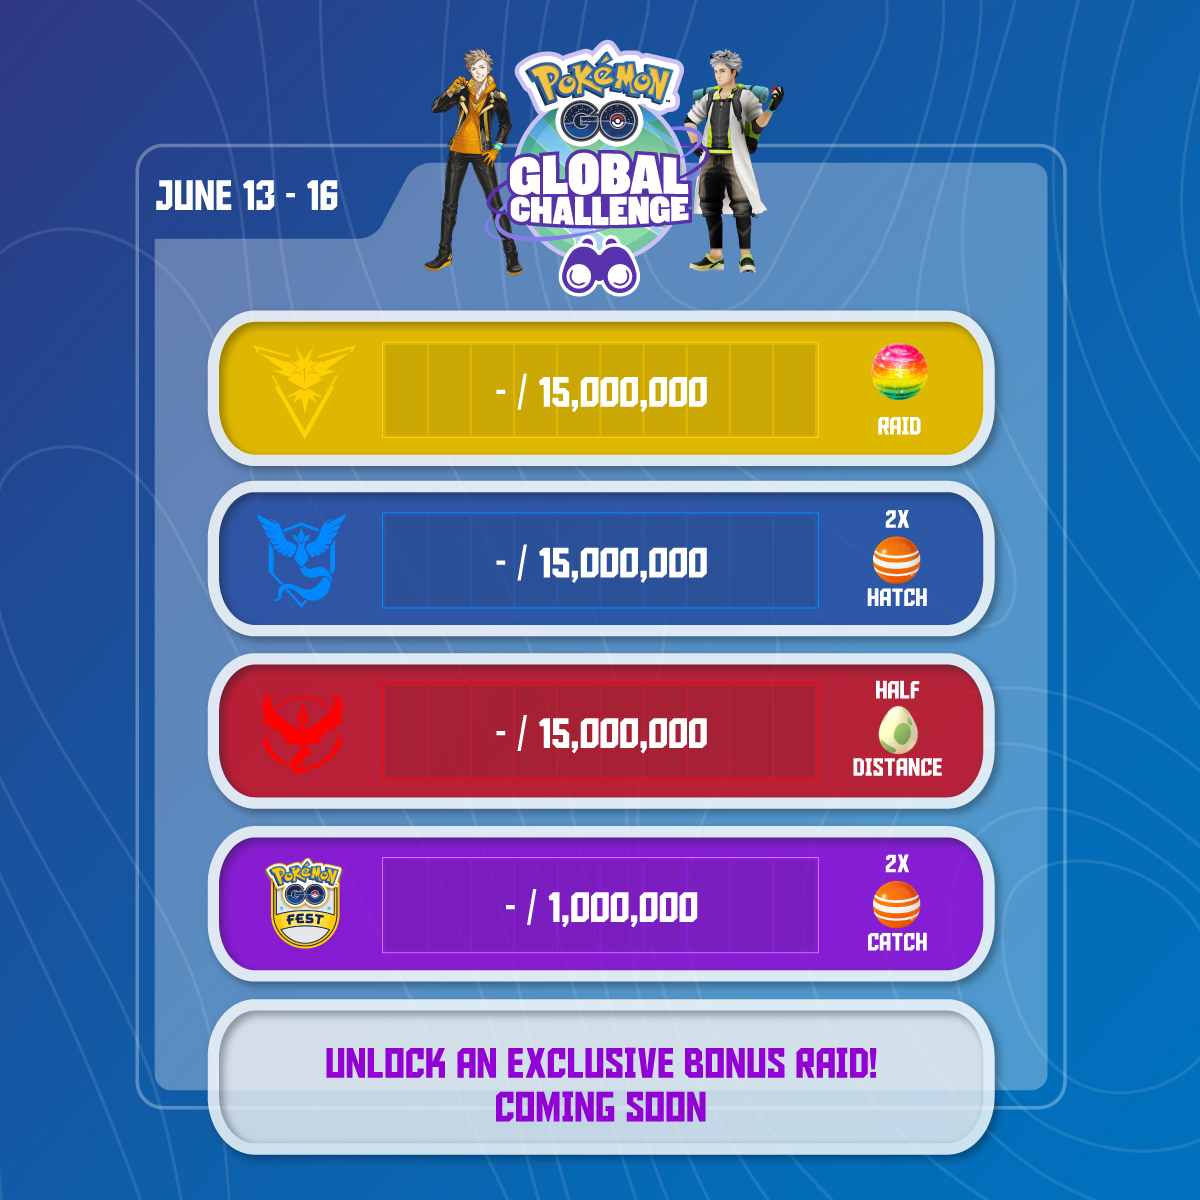 POKéMON
GO
GLOBAL
CHALLENGE
JUNE 13 - 16
- / 15,000,000
RAID
- / 15,000,000
2X
HATCH
- / 15,000,000
HALF
DISTANCE
POKéMON
GO
FEST
- / 1,000,000
2X
CATCH
UNLOCK AN EXCLUSIVE BONUS RAID!
COMING SOON